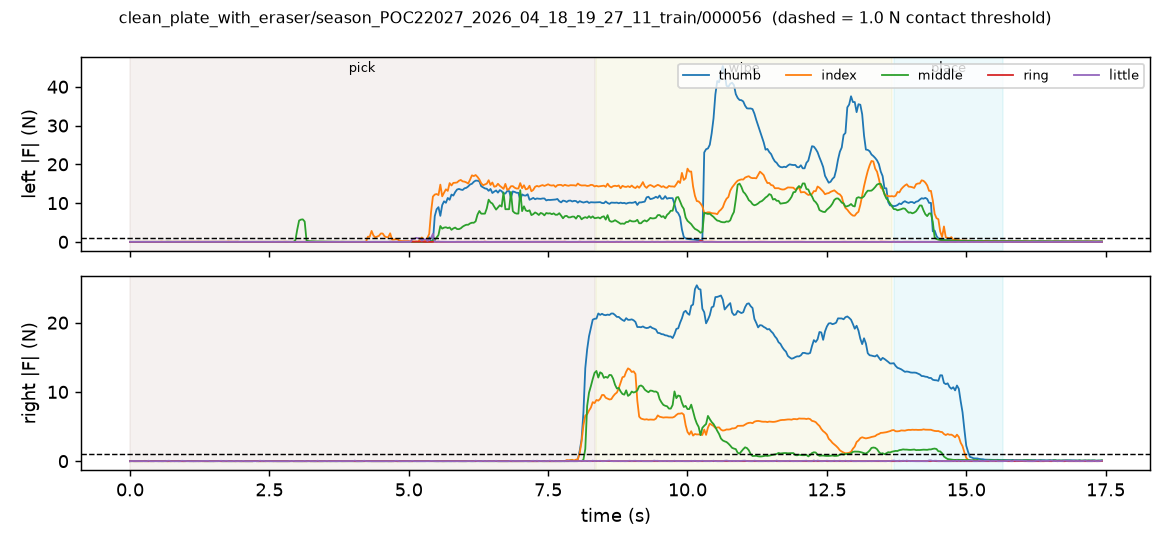 clean_plate_with_eraser/season_POC22027_2026_04_18_19_27_11_train/000056 (dashed = 1.0 N contact threshold)
pick
wipe
place
thumb
index
middle
ring
little
left |F| (N)
40
30
20
10
0
right |F| (N)
20
10
0
0.0
2.5
5.0
7.5
10.0
12.5
15.0
17.5
time (s)